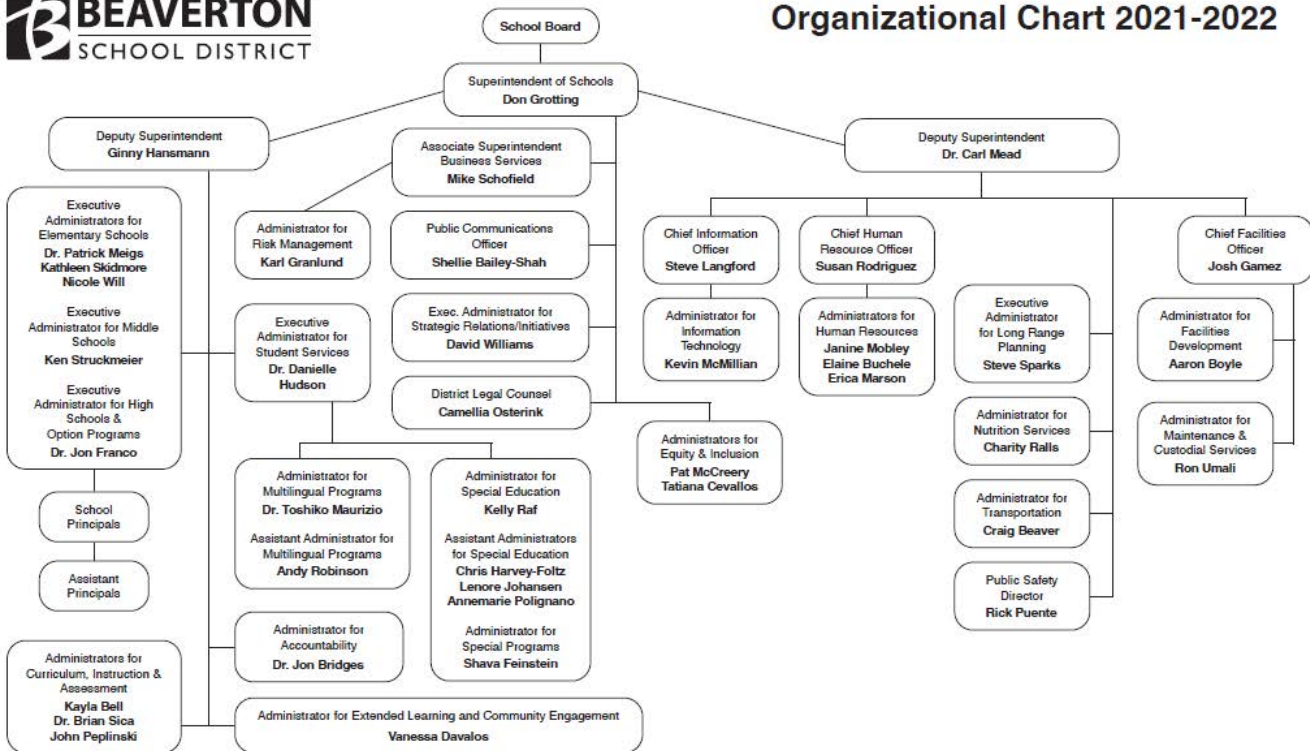 BEAVERTON
SCHOOL DISTRICT
Organizational Chart 2021-2022
School Board
Superintendent of Schools
Don Grotting
Deputy Superintendent
Ginny Hansmann
Associate Superintendent
Business Services
Mike Schofield
Deputy Superintendent
Dr. Carl Mead
Executive
Administrators for
Elementary Schools
Dr. Patrick Meigs
Kathleen Skidmore
Nicole Will
Executive
Administrator for Middle
Schools
Ken Struckmeier
Executive
Administrator for High
Schools &
Option Programs
Dr. Jon Franco
School
Principals
Assistant
Principals
Administrators for
Curriculum, Instruction &
Assessment
Kayla Bell
Dr. Brian Sica
John Peplinski
Administrator for
Risk Management
Karl Granlund
Executive
Administrator for
Student Services
Dr. Danielle
Hudson
Administrator for
Multilingual Programs
Dr. Toshiko Maurizio
Assistant Administrator for
Multilingual Programs
Andy Robinson
Administrator for
Special Education
Kelly Raf
Assistant Administrators
for Special Education
Chris Harvey-Foltz
Lenore Johansen
Annemarie Polignano
Administrator for
Special Programs
Shava Feinstein
Administrator for
Accountability
Dr. Jon Bridges
Administrator for Extended Learning and Community Engagement
Vanessa Davalos
Public Communications
Officer
Shellie Bailey-Shah
Exec. Administrator for
Strategic Relations/Initiatives
David Williams
District Legal Counsel
Camellia Osterink
Administrators for
Equity & Inclusion
Pat McCreery
Tatiana Cevallos
Chief Information
Officer
Steve Langford
Administrator for
Information
Technology
Kevin McMillian
Chief Human
Resource Officer
Susan Rodriguez
Administrators for
Human Resources
Janine Mobley
Elaine Buchele
Erica Marson
Executive
Administrator
for Long Range
Planning
Steve Sparks
Administrator for
Nutrition Services
Charity Ralls
Administrator for
Transportation
Craig Beaver
Public Safety
Director
Rick Puente
Chief Facilities
Officer
Josh Gamez
Administrator for
Facilities
Development
Aaron Boyle
Administrator for
Maintenance &
Custodial Services
Ron Umali